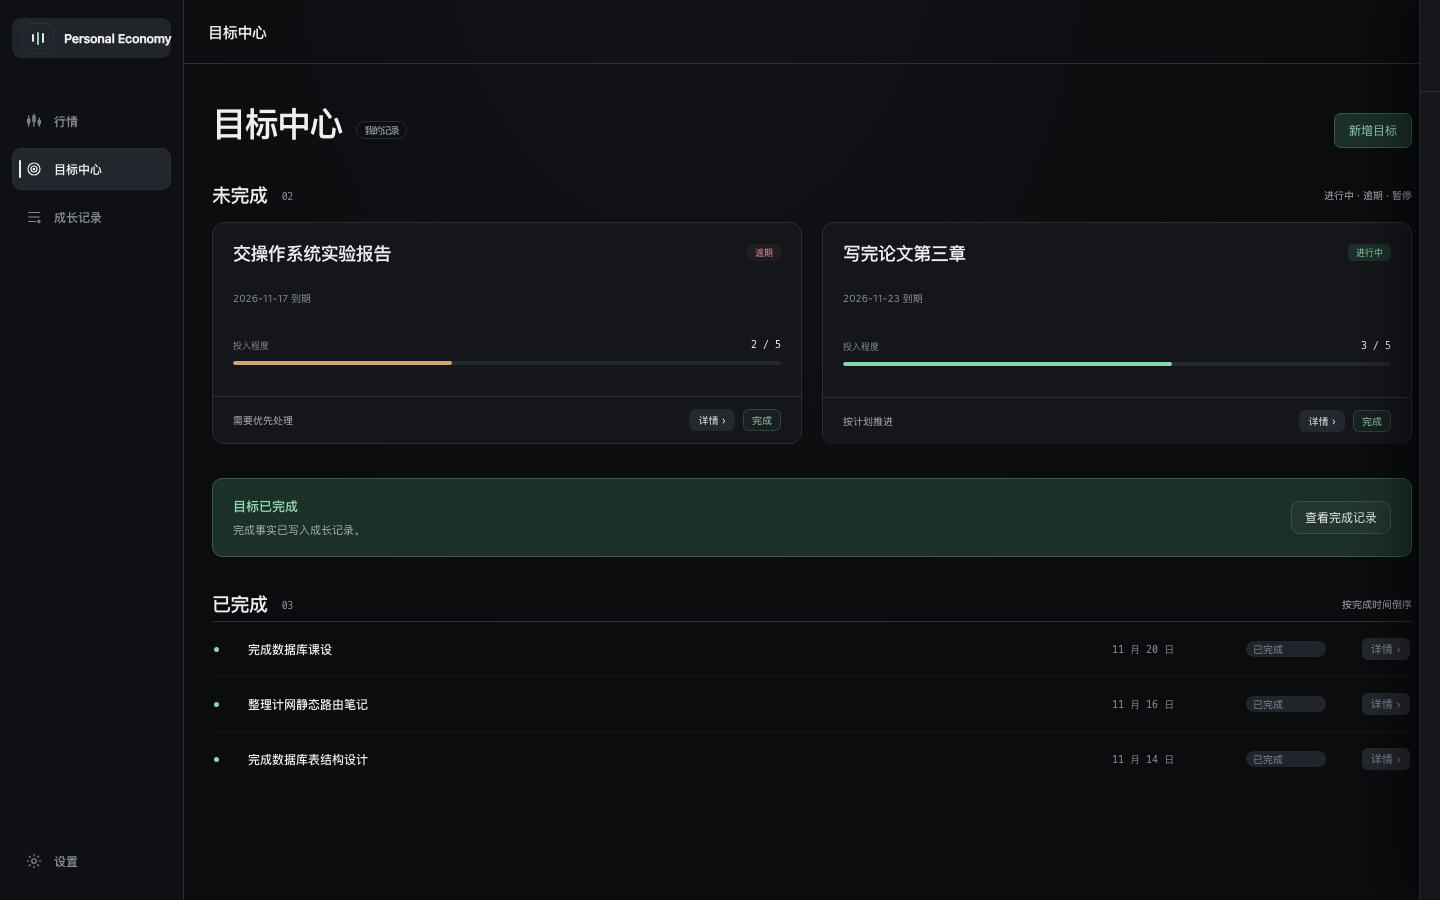 Personal Economy
行情
目标中心
成长记录
设置
目标中心
目标中心 我的记录
新增目标
未完成 02
进行中 · 逾期 · 暂停
交操作系统实验报告
逾期
2026-11-17 到期
投入程度
2 / 5
需要优先处理
详情 ›
完成
写完论文第三章
进行中
2026-11-23 到期
投入程度
3 / 5
按计划推进
详情 ›
完成
目标已完成
完成事实已写入成长记录。
查看完成记录
已完成 03
按完成时间倒序
完成数据库课设 11 月 20 日 已完成 详情 ›
整理计网静态路由笔记 11 月 16 日 已完成 详情 ›
完成数据库表结构设计 11 月 14 日 已完成 详情 ›